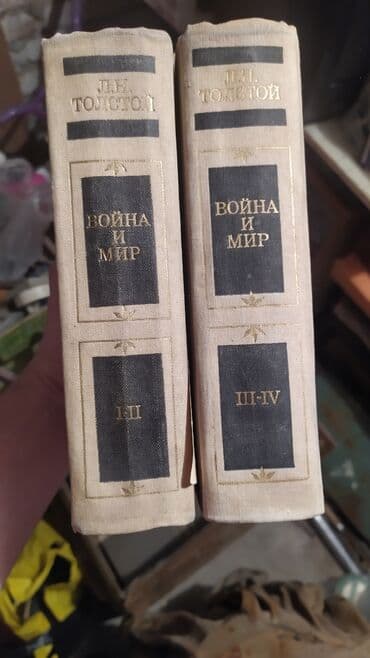 Л.Н.
ТОЛСТОЙ
ВОЙНА
И
МИР
I-II
Л.Н.
ТОЛСТОЙ
ВОЙНА
И
МИР
III-IV